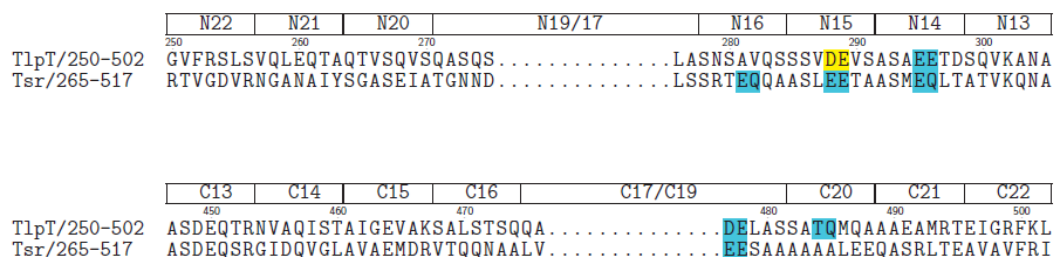 N22 N21 N20 N19/17 N16 N15 N14 N13
250 260 270 280 290 300
TlpT/250-502 GVFRSLSVQLEQTAQTVSQVSQASQS..............LASNSAVQSSSVDEVSASAEETDSQVKANA
Tsr/265-517 RTVGDVRNGANAIYSGASEIATGNND..............LSSRTEQQAASLEETAASMEQLTATVKQNA
C13 C14 C15 C16 C17/C19 C20 C21 C22
450 460 470 480 490 500
TlpT/250-502 ASDEQTRNVAQISTAIGEVAKSALSTSQQA..............DELASSATQMQAAAEAMRTEIGRFKL
Tsr/265-517 ASDEQSRGIDQVGLAVAEMDRVTQQNAALV..............EESAAAAAALEEQASRLTEAVAVFRI